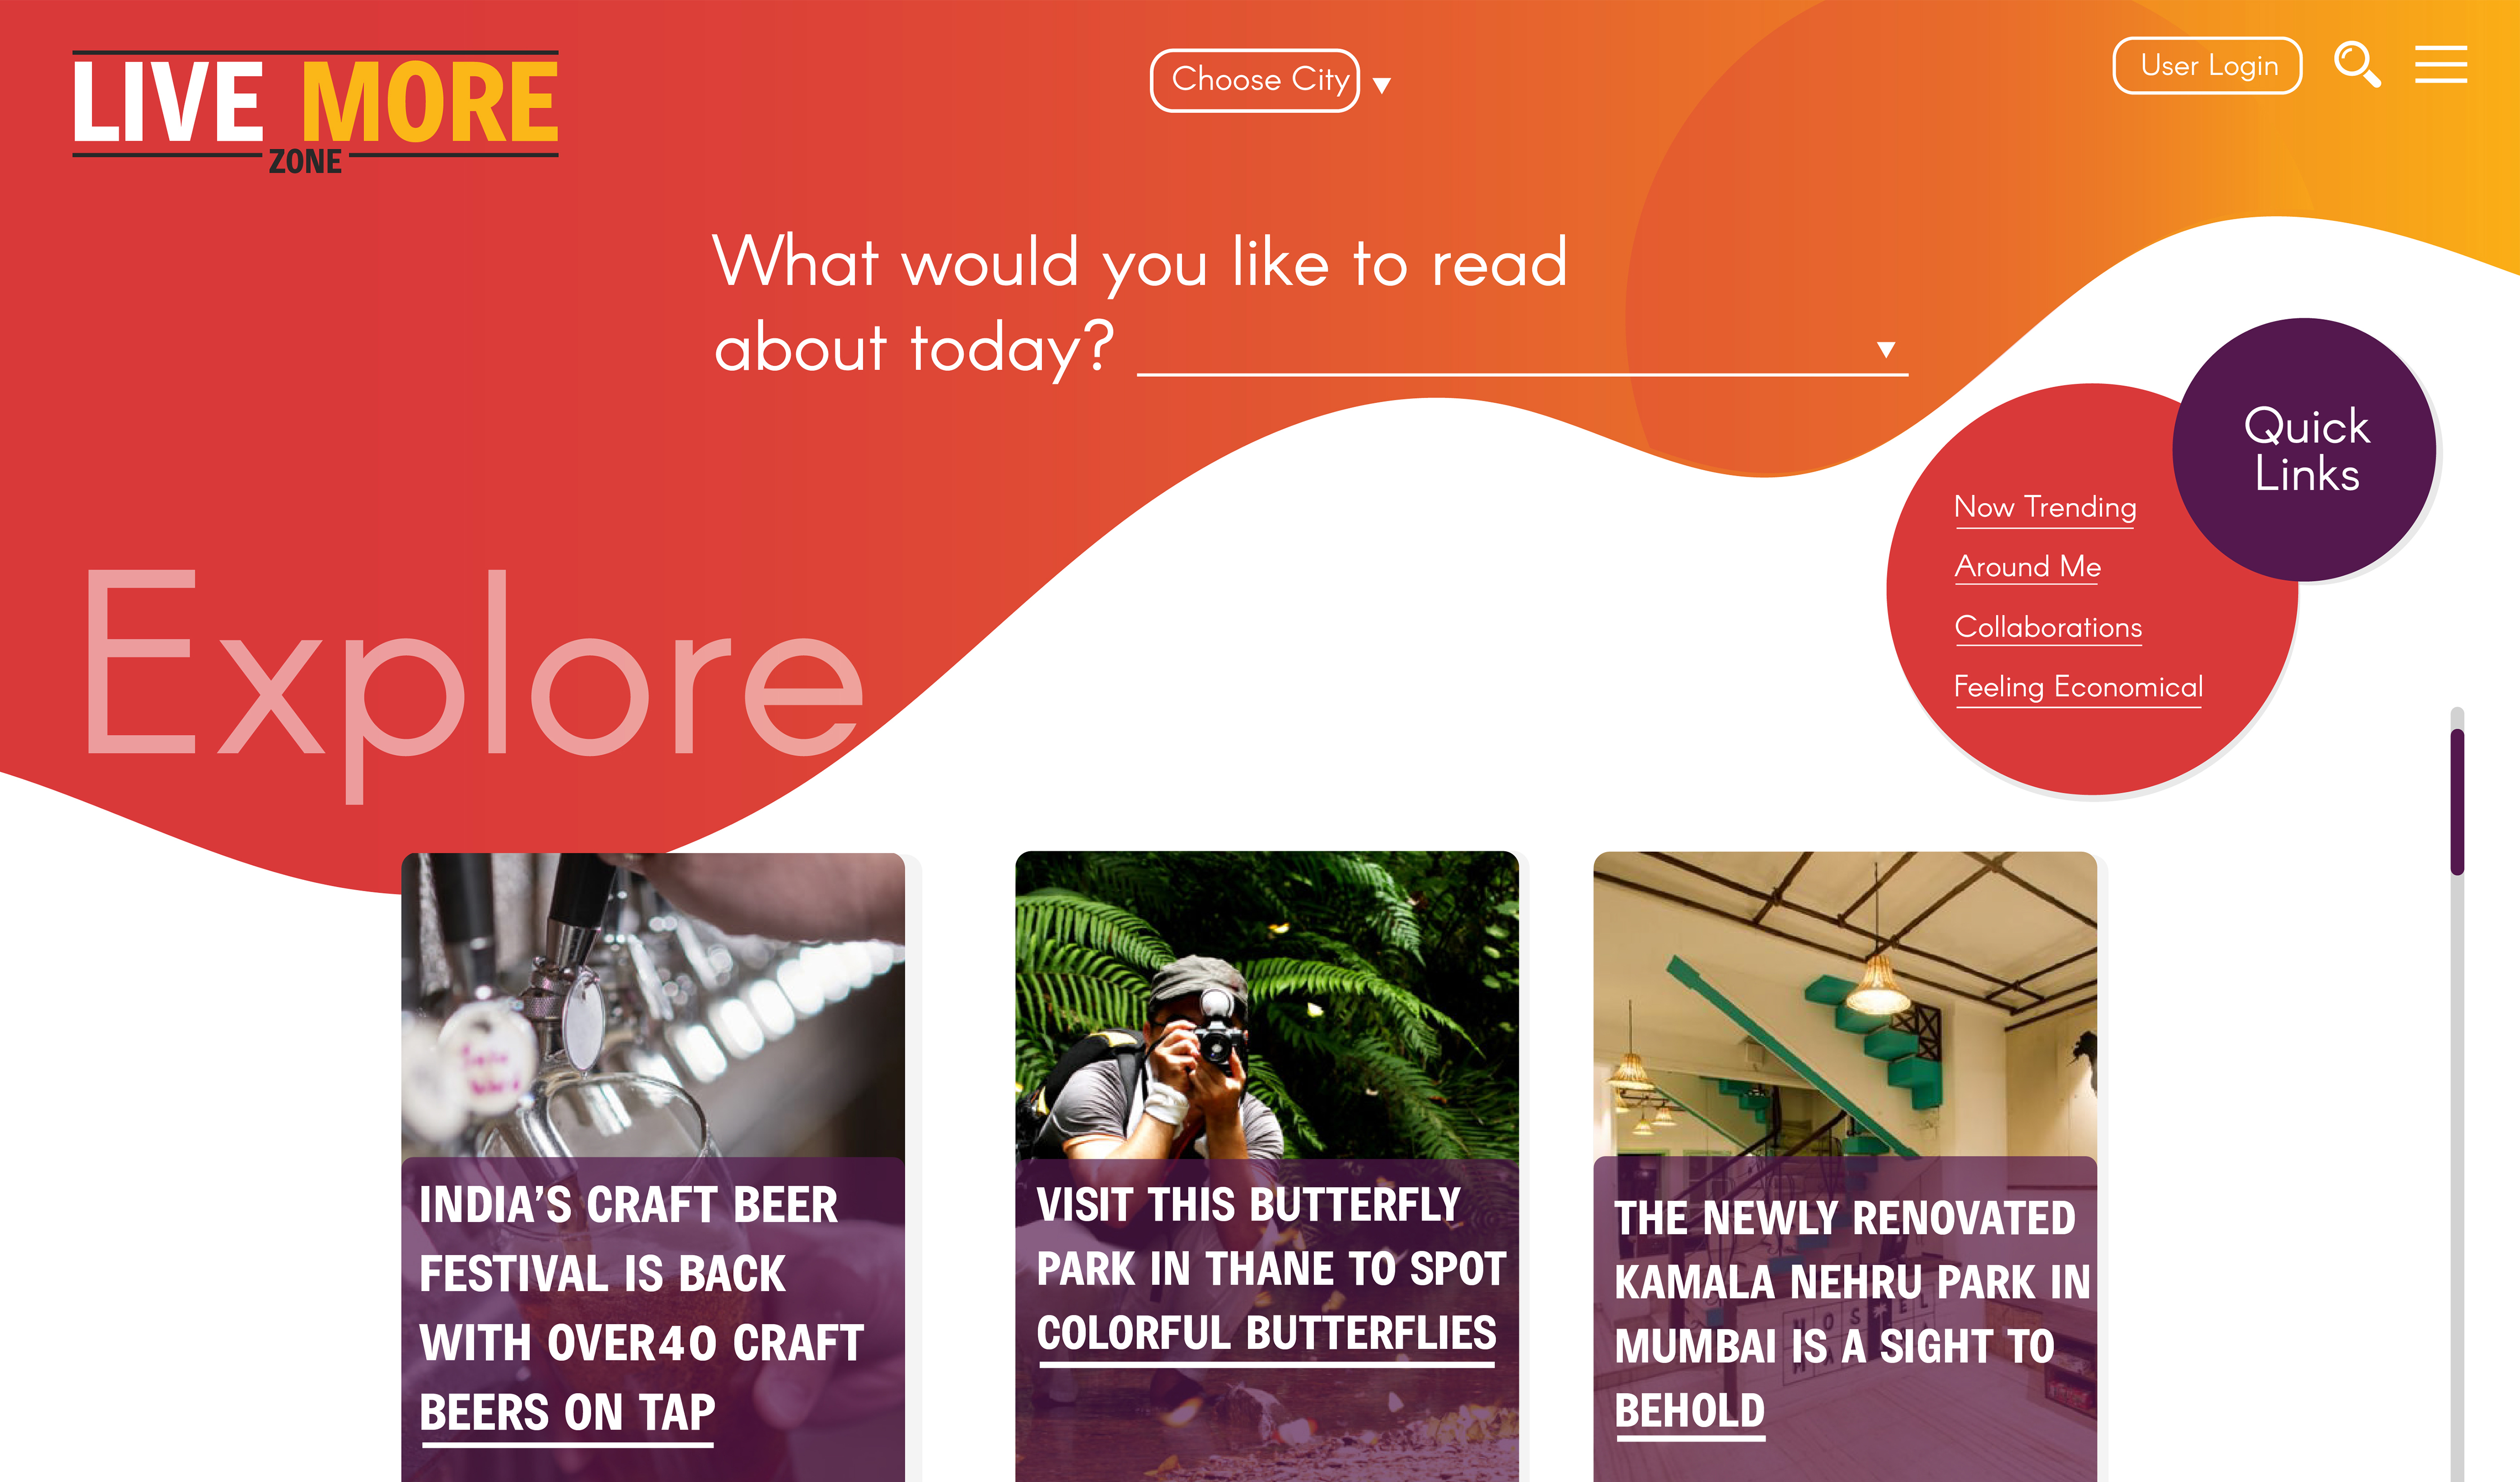 LIVE MORE
ZONE
Choose City
User Login
What would you like to read
about today?
Quick
Links
Now Trending
Around Me
Collaborations
Feeling Economical
Explore
INDIA’S CRAFT BEER
FESTIVAL IS BACK
WITH OVER40 CRAFT
BEERS ON TAP
VISIT THIS BUTTERFLY
PARK IN THANE TO SPOT
COLORFUL BUTTERFLIES
THE NEWLY RENOVATED
KAMALA NEHRU PARK IN
MUMBAI IS A SIGHT TO
BEHOLD
HOSTEL